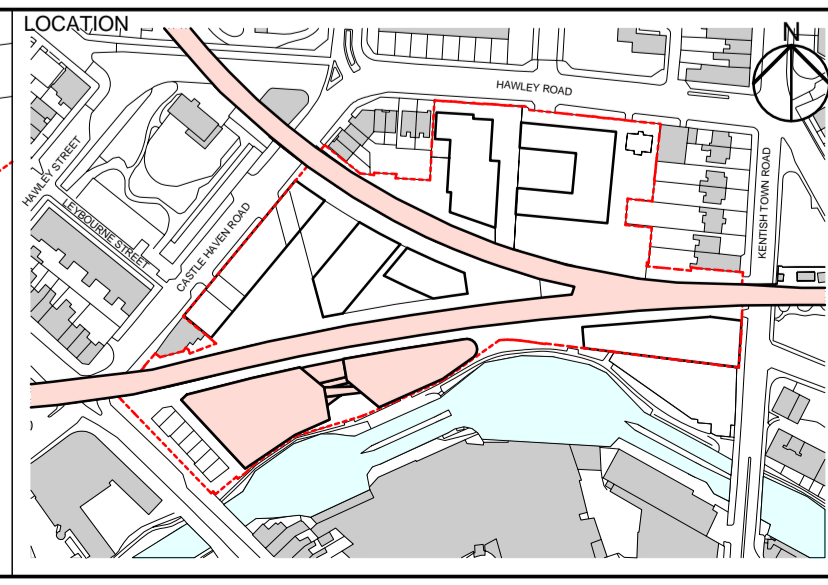 LOCATION
N
HAWLEY ROAD
HAWLEY STREET
LEYBOURNE STREET
CASTLE HAVEN ROAD
KENTISH TOWN ROAD